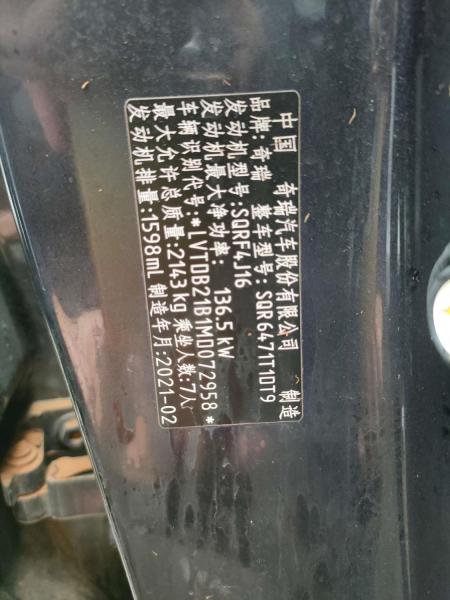 中国 奇瑞汽车股份有限公司 制造
品牌:奇瑞 整车型号:SQR6471T1DT9
发动机型号:SQRF4J16
发动机最大净功率: 136.5 kW
车辆识别代号:*LVTDB21B1MD072958*
最大允许总质量:2143 kg 乘坐人数:7人
发动机排量:1598mL 制造年月:2021-02